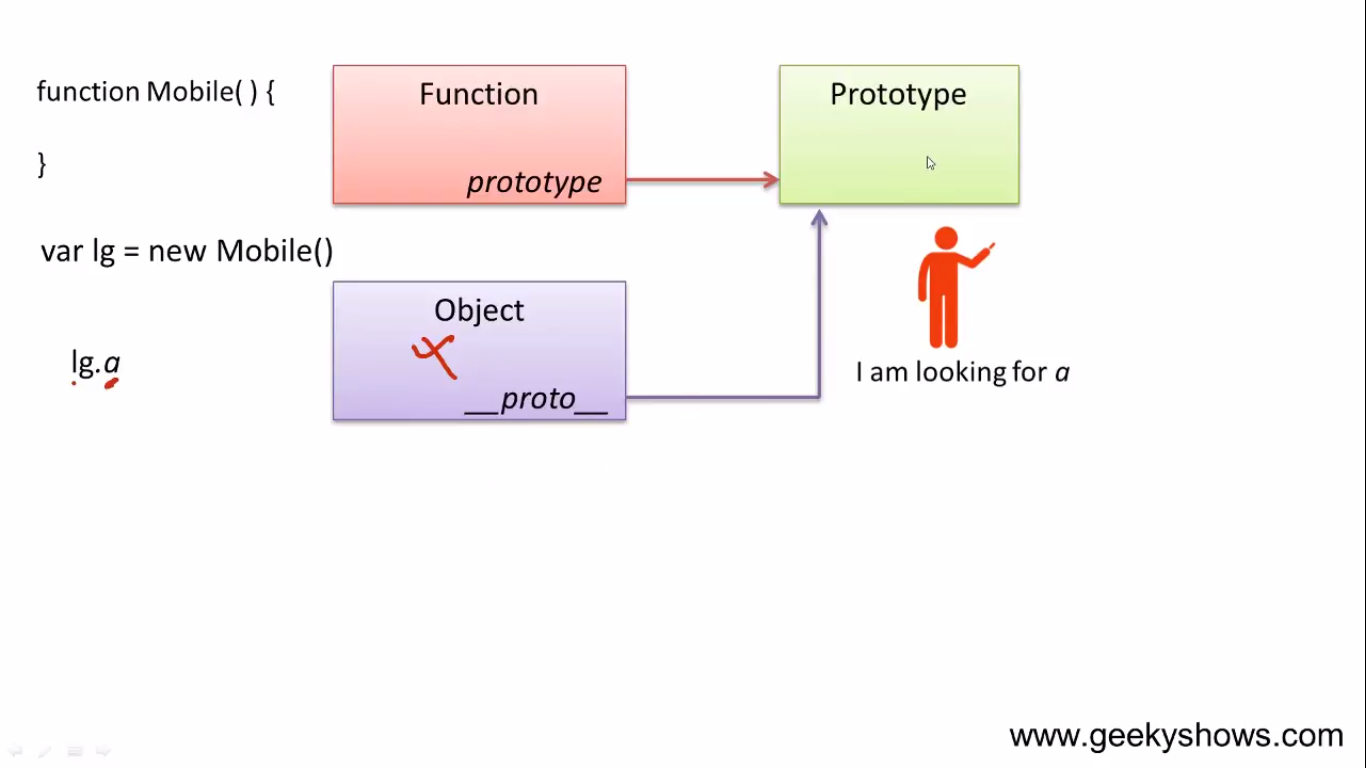 function Mobile( ) {
}
var lg = new Mobile()
lg.a
Function
prototype
Prototype
Object
__proto__
I am looking for a
www.geekyshows.com